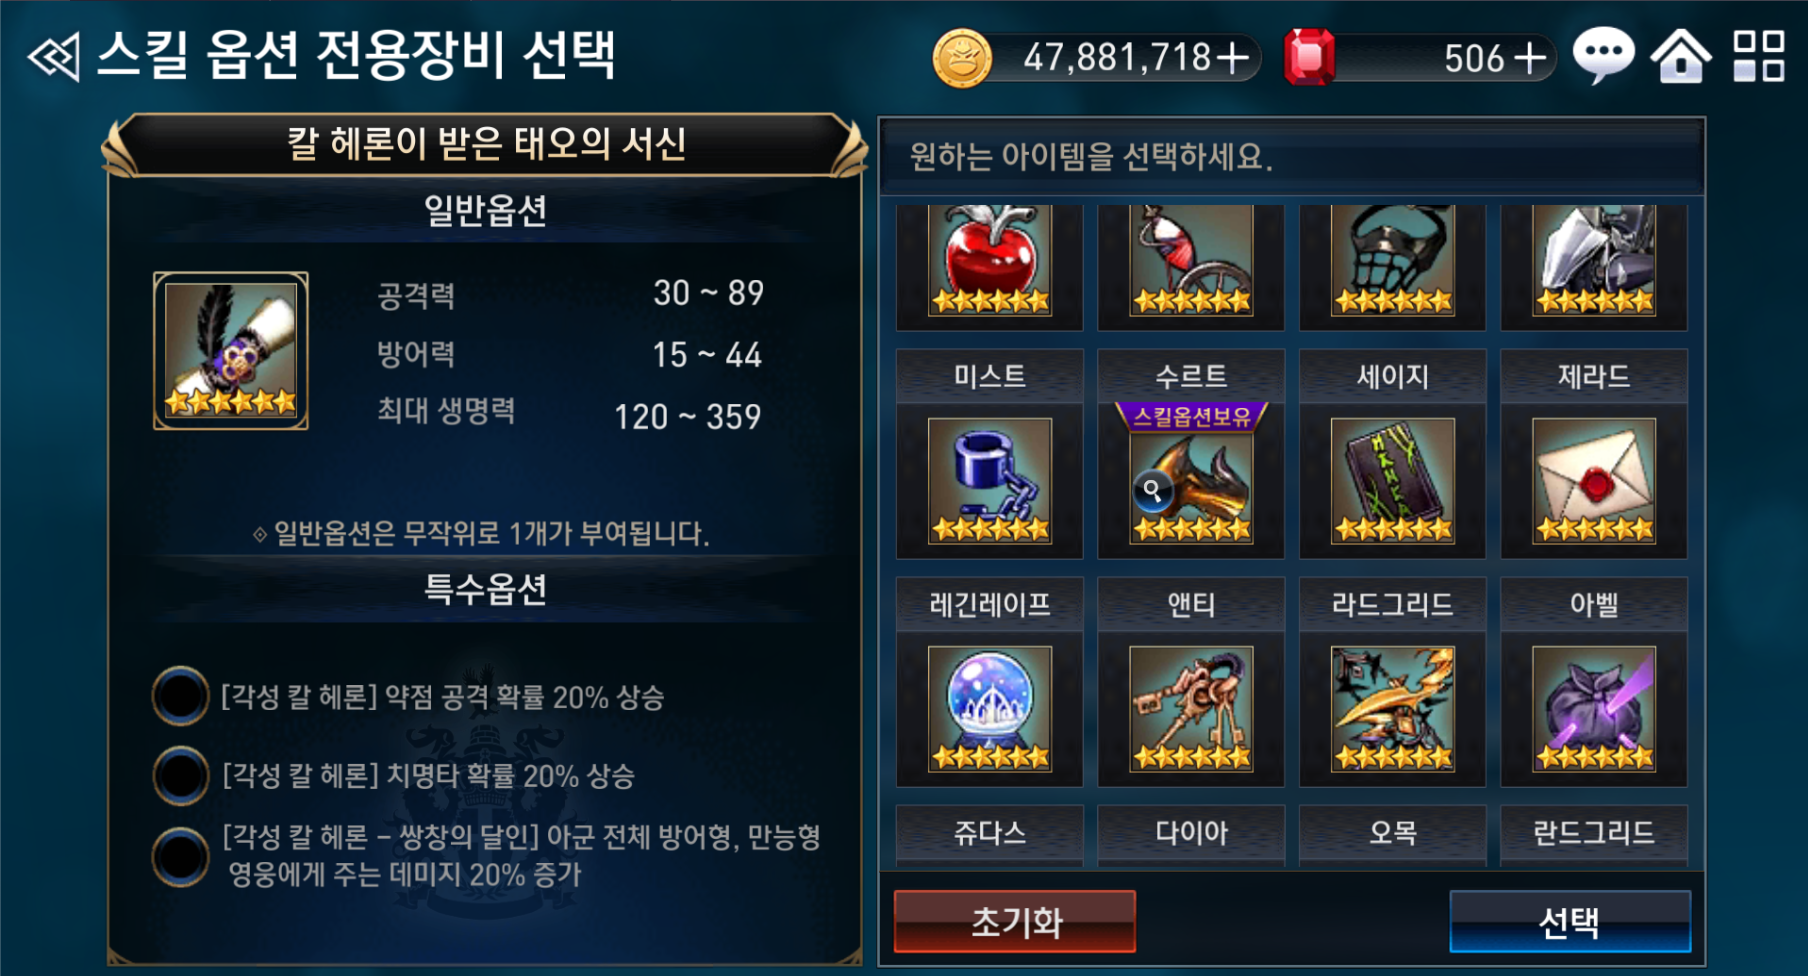 스킬 옵션 전용장비 선택
47,881,718
506
칼 헤론이 받은 태오의 서신
일반옵션
공격력 30 ~ 89
방어력 15 ~ 44
최대 생명력 120 ~ 359
◇ 일반옵션은 무작위로 1개가 부여됩니다.
특수옵션
[각성 칼 헤론] 약점 공격 확률 20% 상승
[각성 칼 헤론] 치명타 확률 20% 상승
[각성 칼 헤론 - 쌍창의 달인] 아군 전체 방어형, 만능형
영웅에게 주는 데미지 20% 증가
원하는 아이템을 선택하세요.
미스트
수르트
세이지
제라드
스킬옵션보유
레긴레이프
앤티
라드그리드
아벨
쥬다스
다이아
오목
란드그리드
초기화
선택